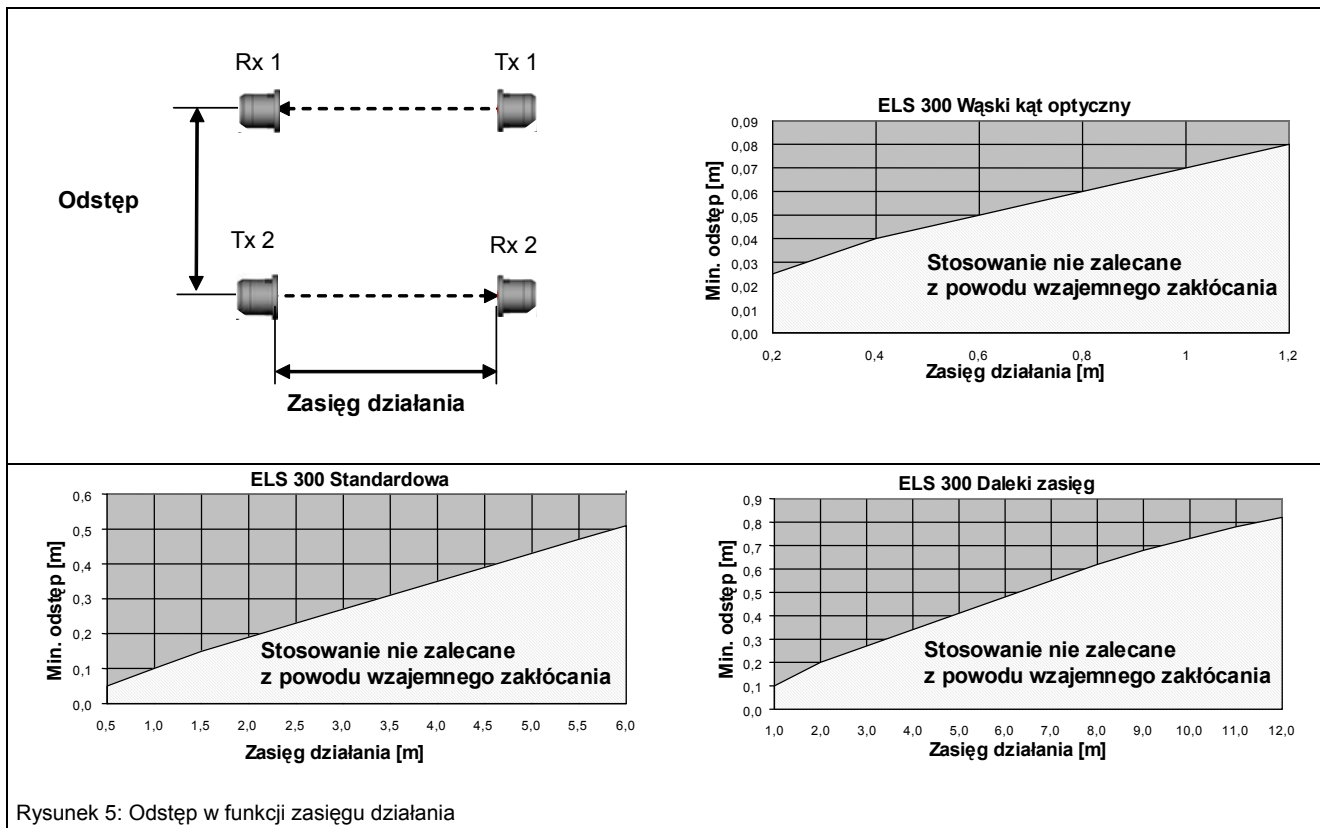 Rx 1 Tx 1
Odstęp
Tx 2 Rx 2
Zasięg działania
ELS 300 Wąski kąt optyczny
Min. odstęp [m]
0,09
0,08
0,07
0,06
0,05
0,04
0,03
0,02
0,01
0,00
Stosowanie nie zalecane
z powodu wzajemnego zakłócania
0,2 0,4 0,6 0,8 1 1,2
Zasięg działania [m]
ELS 300 Standardowa
Min. odstęp [m]
0,6
0,5
0,4
0,3
0,2
0,1
0,0
Stosowanie nie zalecane
z powodu wzajemnego zakłócania
0,5 1,0 1,5 2,0 2,5 3,0 3,5 4,0 4,5 5,0 5,5 6,0
Zasięg działania [m]
ELS 300 Daleki zasięg
Min. odstęp [m]
0,9
0,8
0,7
0,6
0,5
0,4
0,3
0,2
0,1
0,0
Stosowanie nie zalecane
z powodu wzajemnego zakłócania
1,0 2,0 3,0 4,0 5,0 6,0 7,0 8,0 9,0 10,0 11,0 12,0
Zasięg działania [m]
Rysunek 5: Odstęp w funkcji zasięgu działania